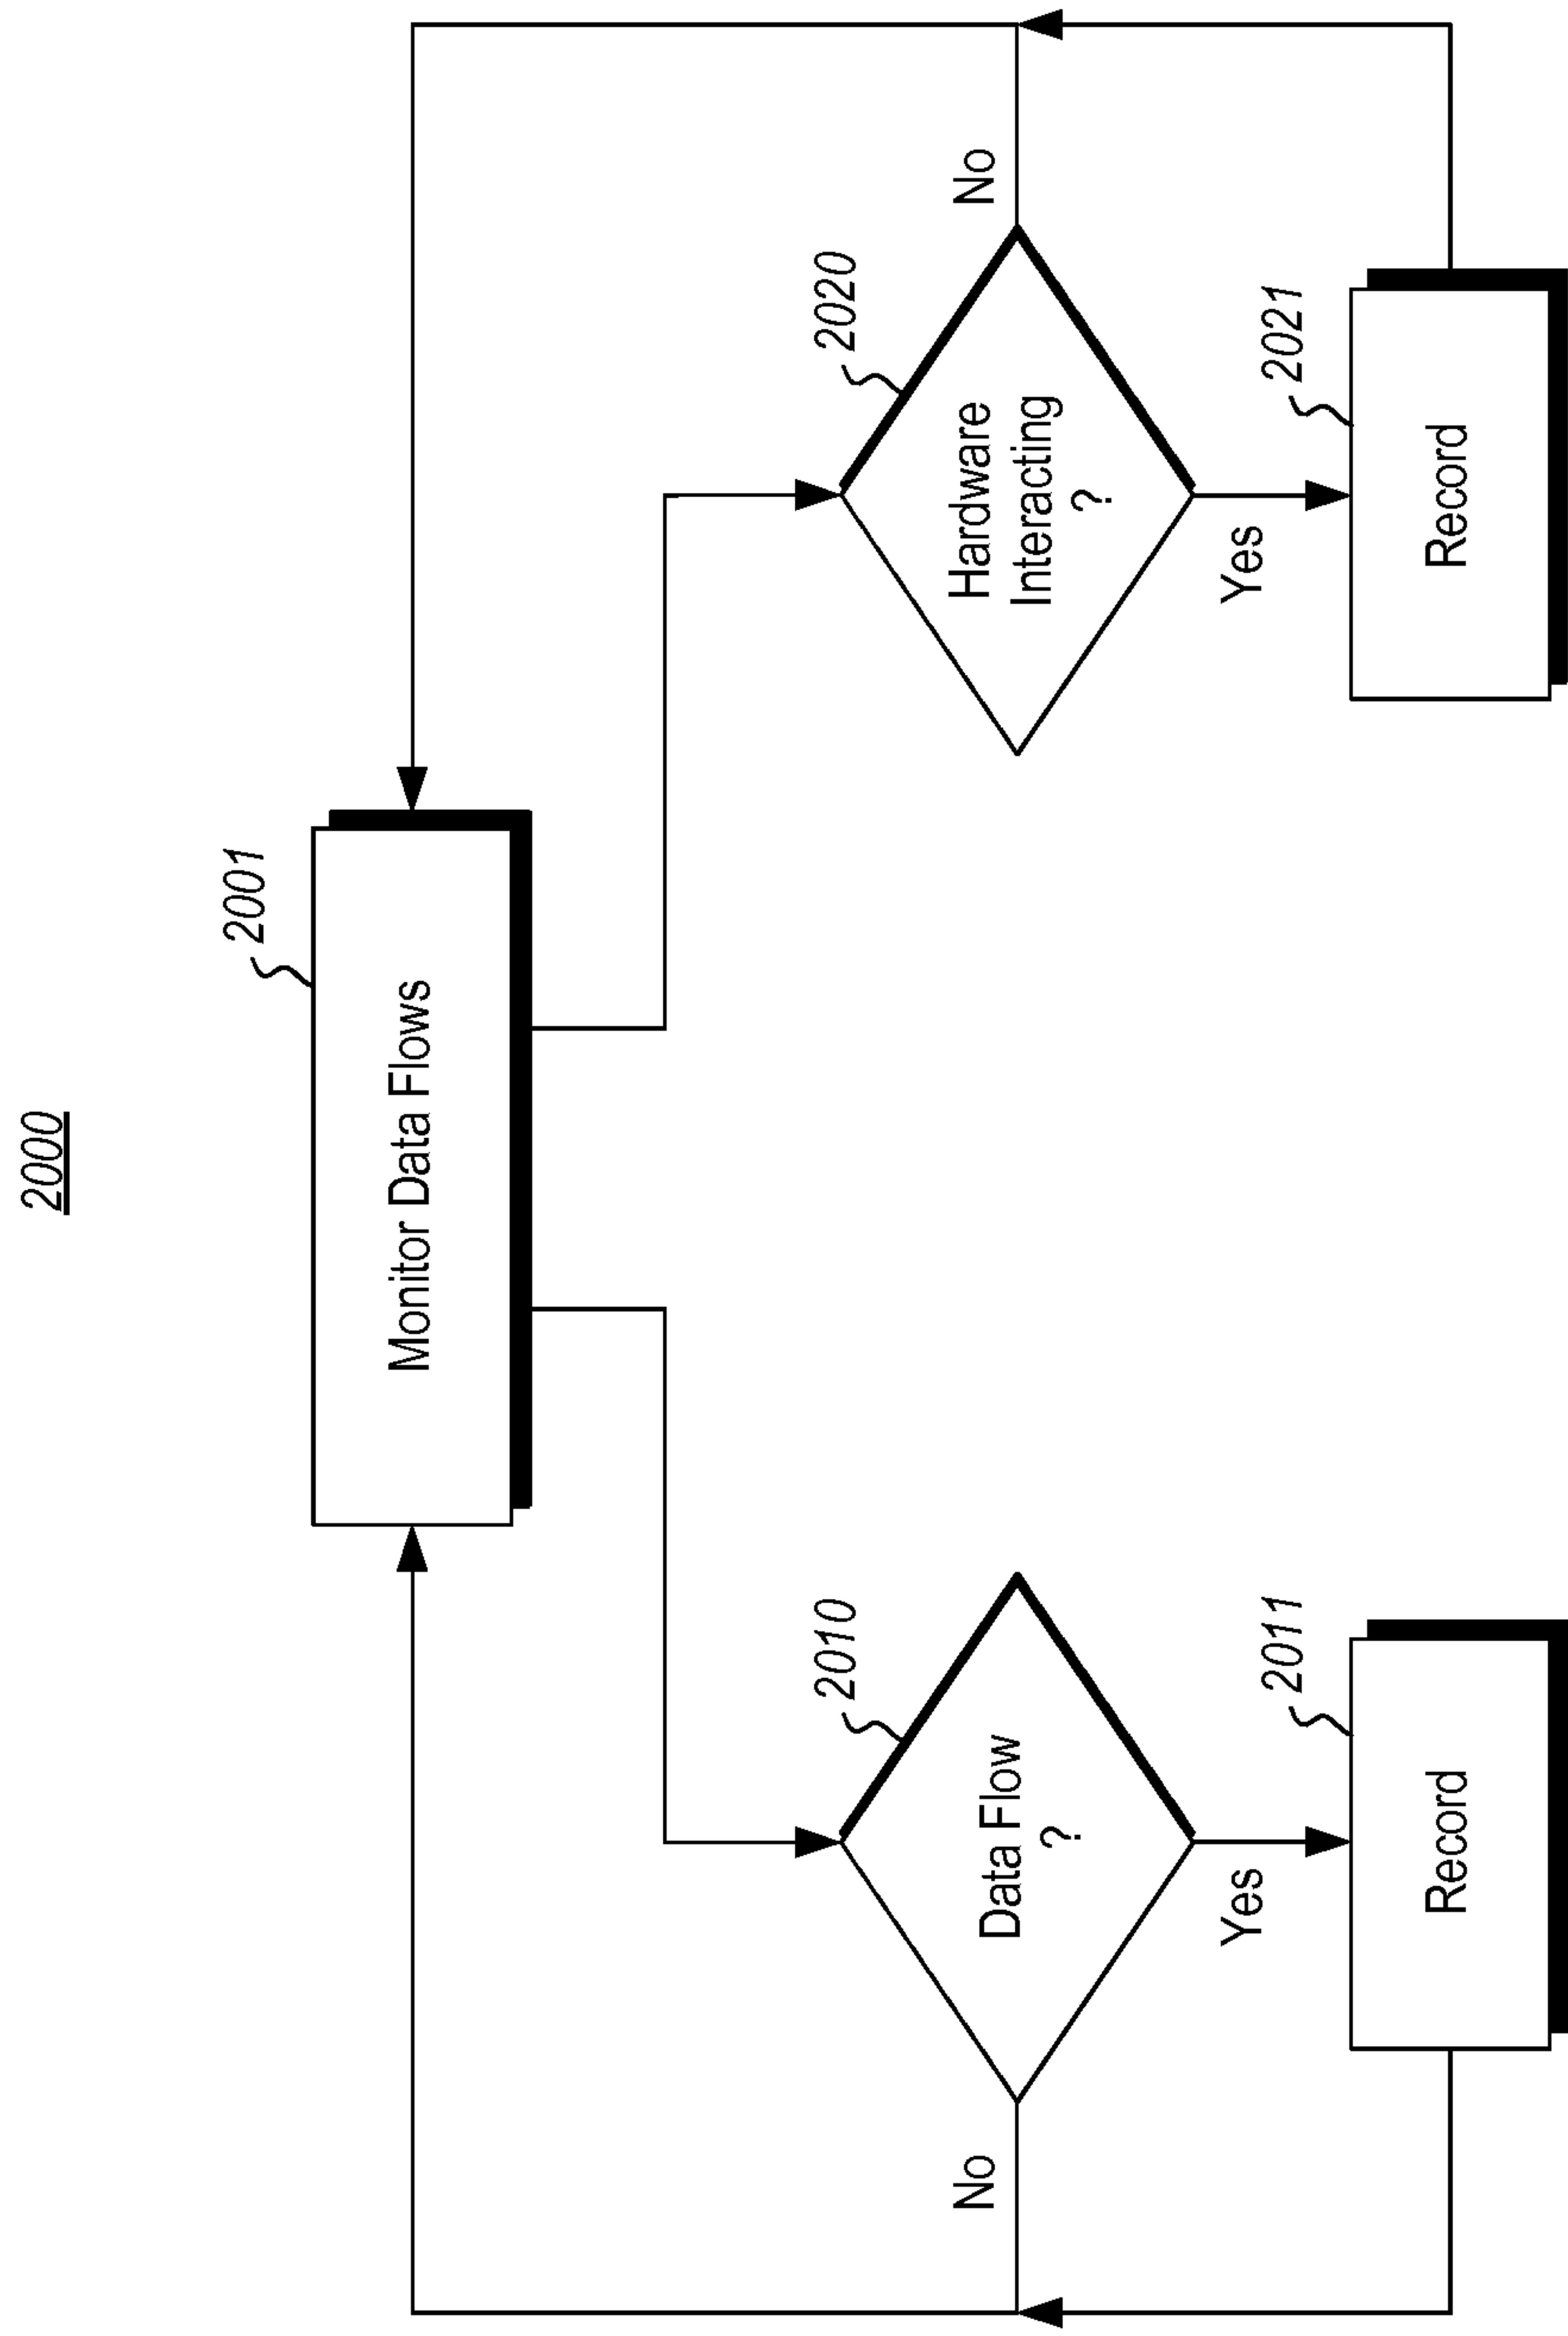 2000
2001
Monitor Data Flows
2010
2020
Data Flow
?
Hardware
Interacting
?
No
No
Yes
Yes
2011
2021
Record
Record